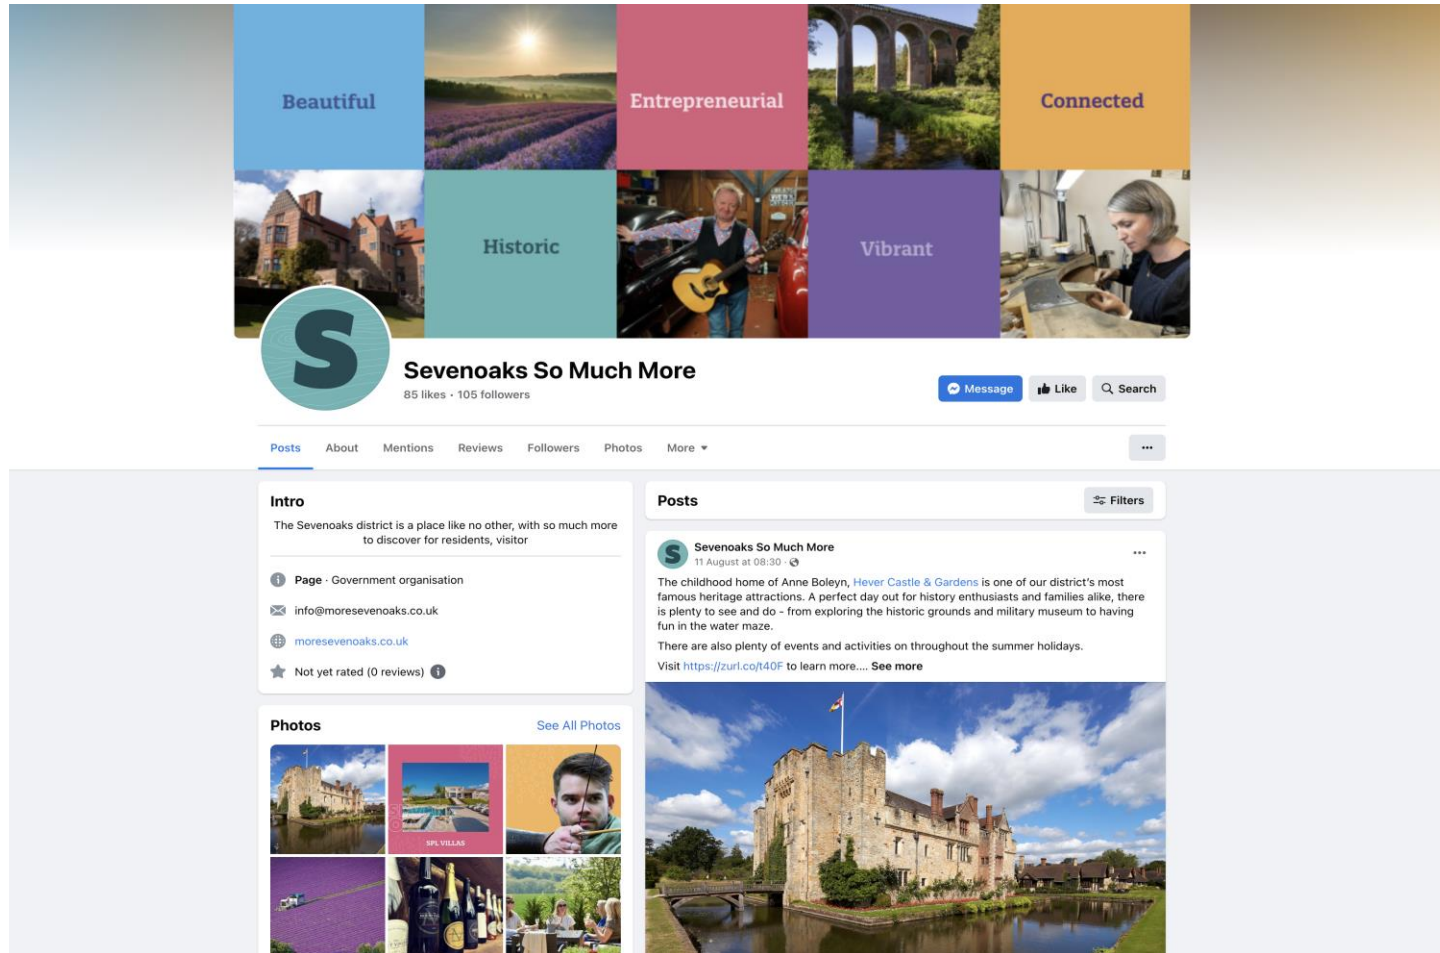 Beautiful
Entrepreneurial
Connected
Historic
Vibrant
S
Sevenoaks So Much More
85 likes · 105 followers
Message
Like
Search
Posts
About
Mentions
Reviews
Followers
Photos
More
Intro
The Sevenoaks district is a place like no other, with so much more
to discover for residents, visitor
Page · Government organisation
info@moresevenoaks.co.uk
moresevenoaks.co.uk
Not yet rated (0 reviews)
Photos
See All Photos
SPL VILLAS
Posts
Filters
S
Sevenoaks So Much More
11 August at 08:30 ·
The childhood home of Anne Boleyn, Hever Castle & Gardens is one of our district's most
famous heritage attractions. A perfect day out for history enthusiasts and families alike, there
is plenty to see and do - from exploring the historic grounds and military museum to having
fun in the water maze.
There are also plenty of events and activities on throughout the summer holidays.
Visit https://zurl.co/t40F to learn more.... See more